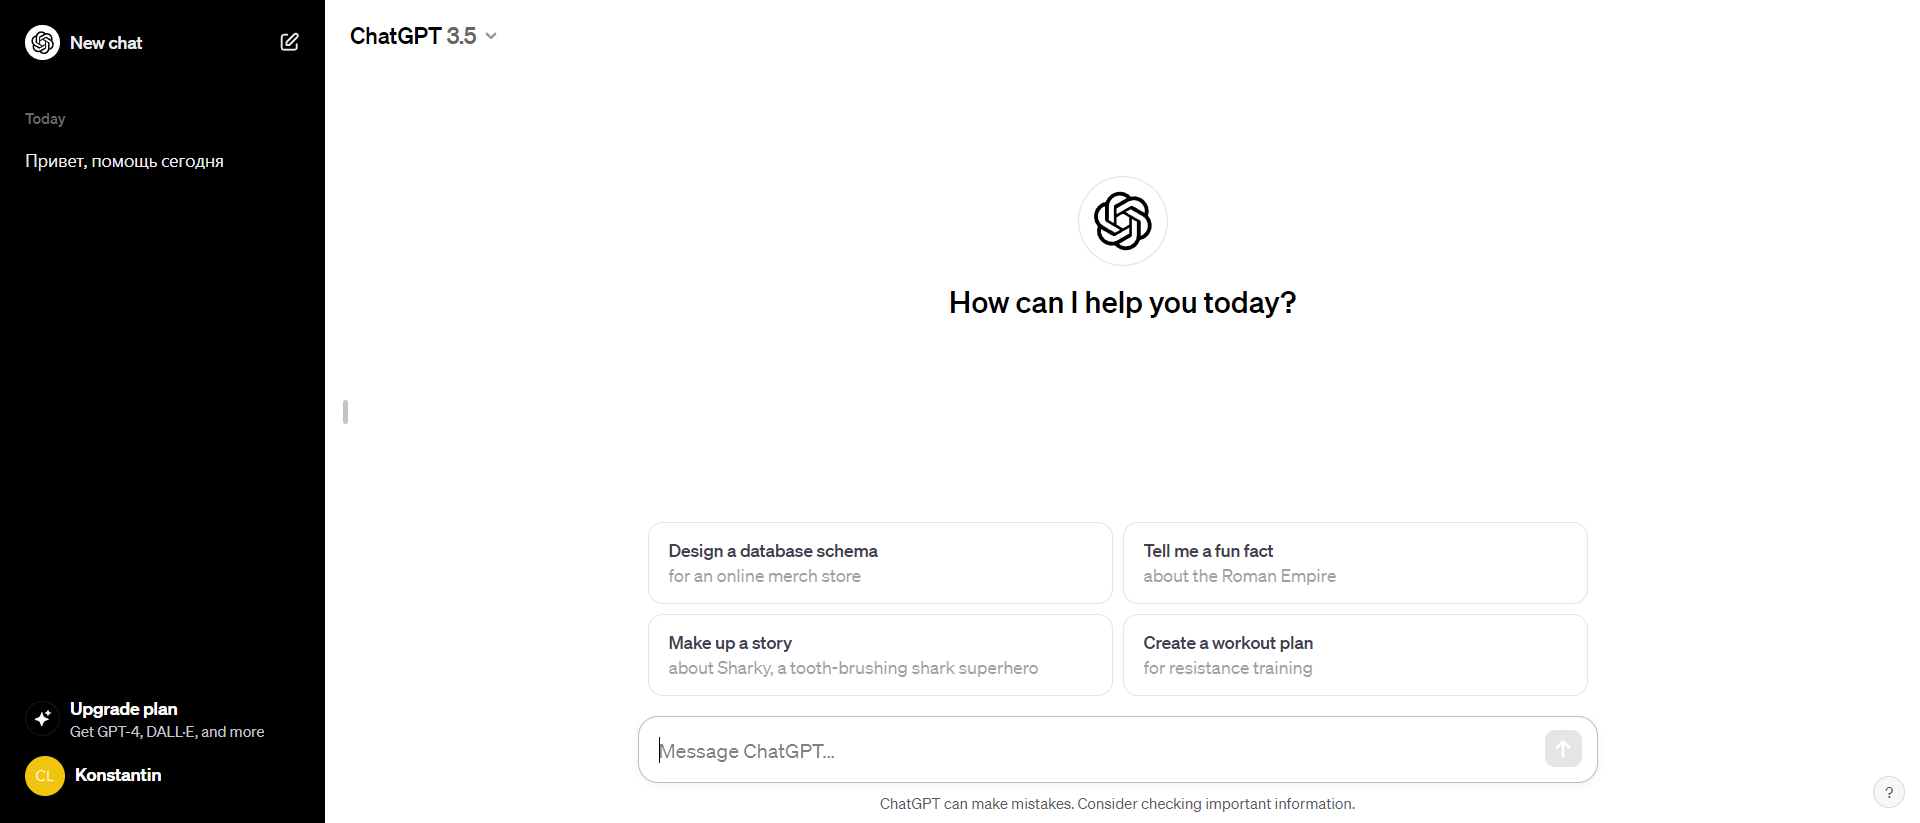 New chat
Today
Привет, помощь сегодня
Upgrade plan
Get GPT-4, DALL·E, and more
CL
Konstantin
ChatGPT 3.5
How can I help you today?
Design a database schema
for an online merch store
Tell me a fun fact
about the Roman Empire
Make up a story
about Sharky, a tooth-brushing shark superhero
Create a workout plan
for resistance training
Message ChatGPT...
ChatGPT can make mistakes. Consider checking important information.
?